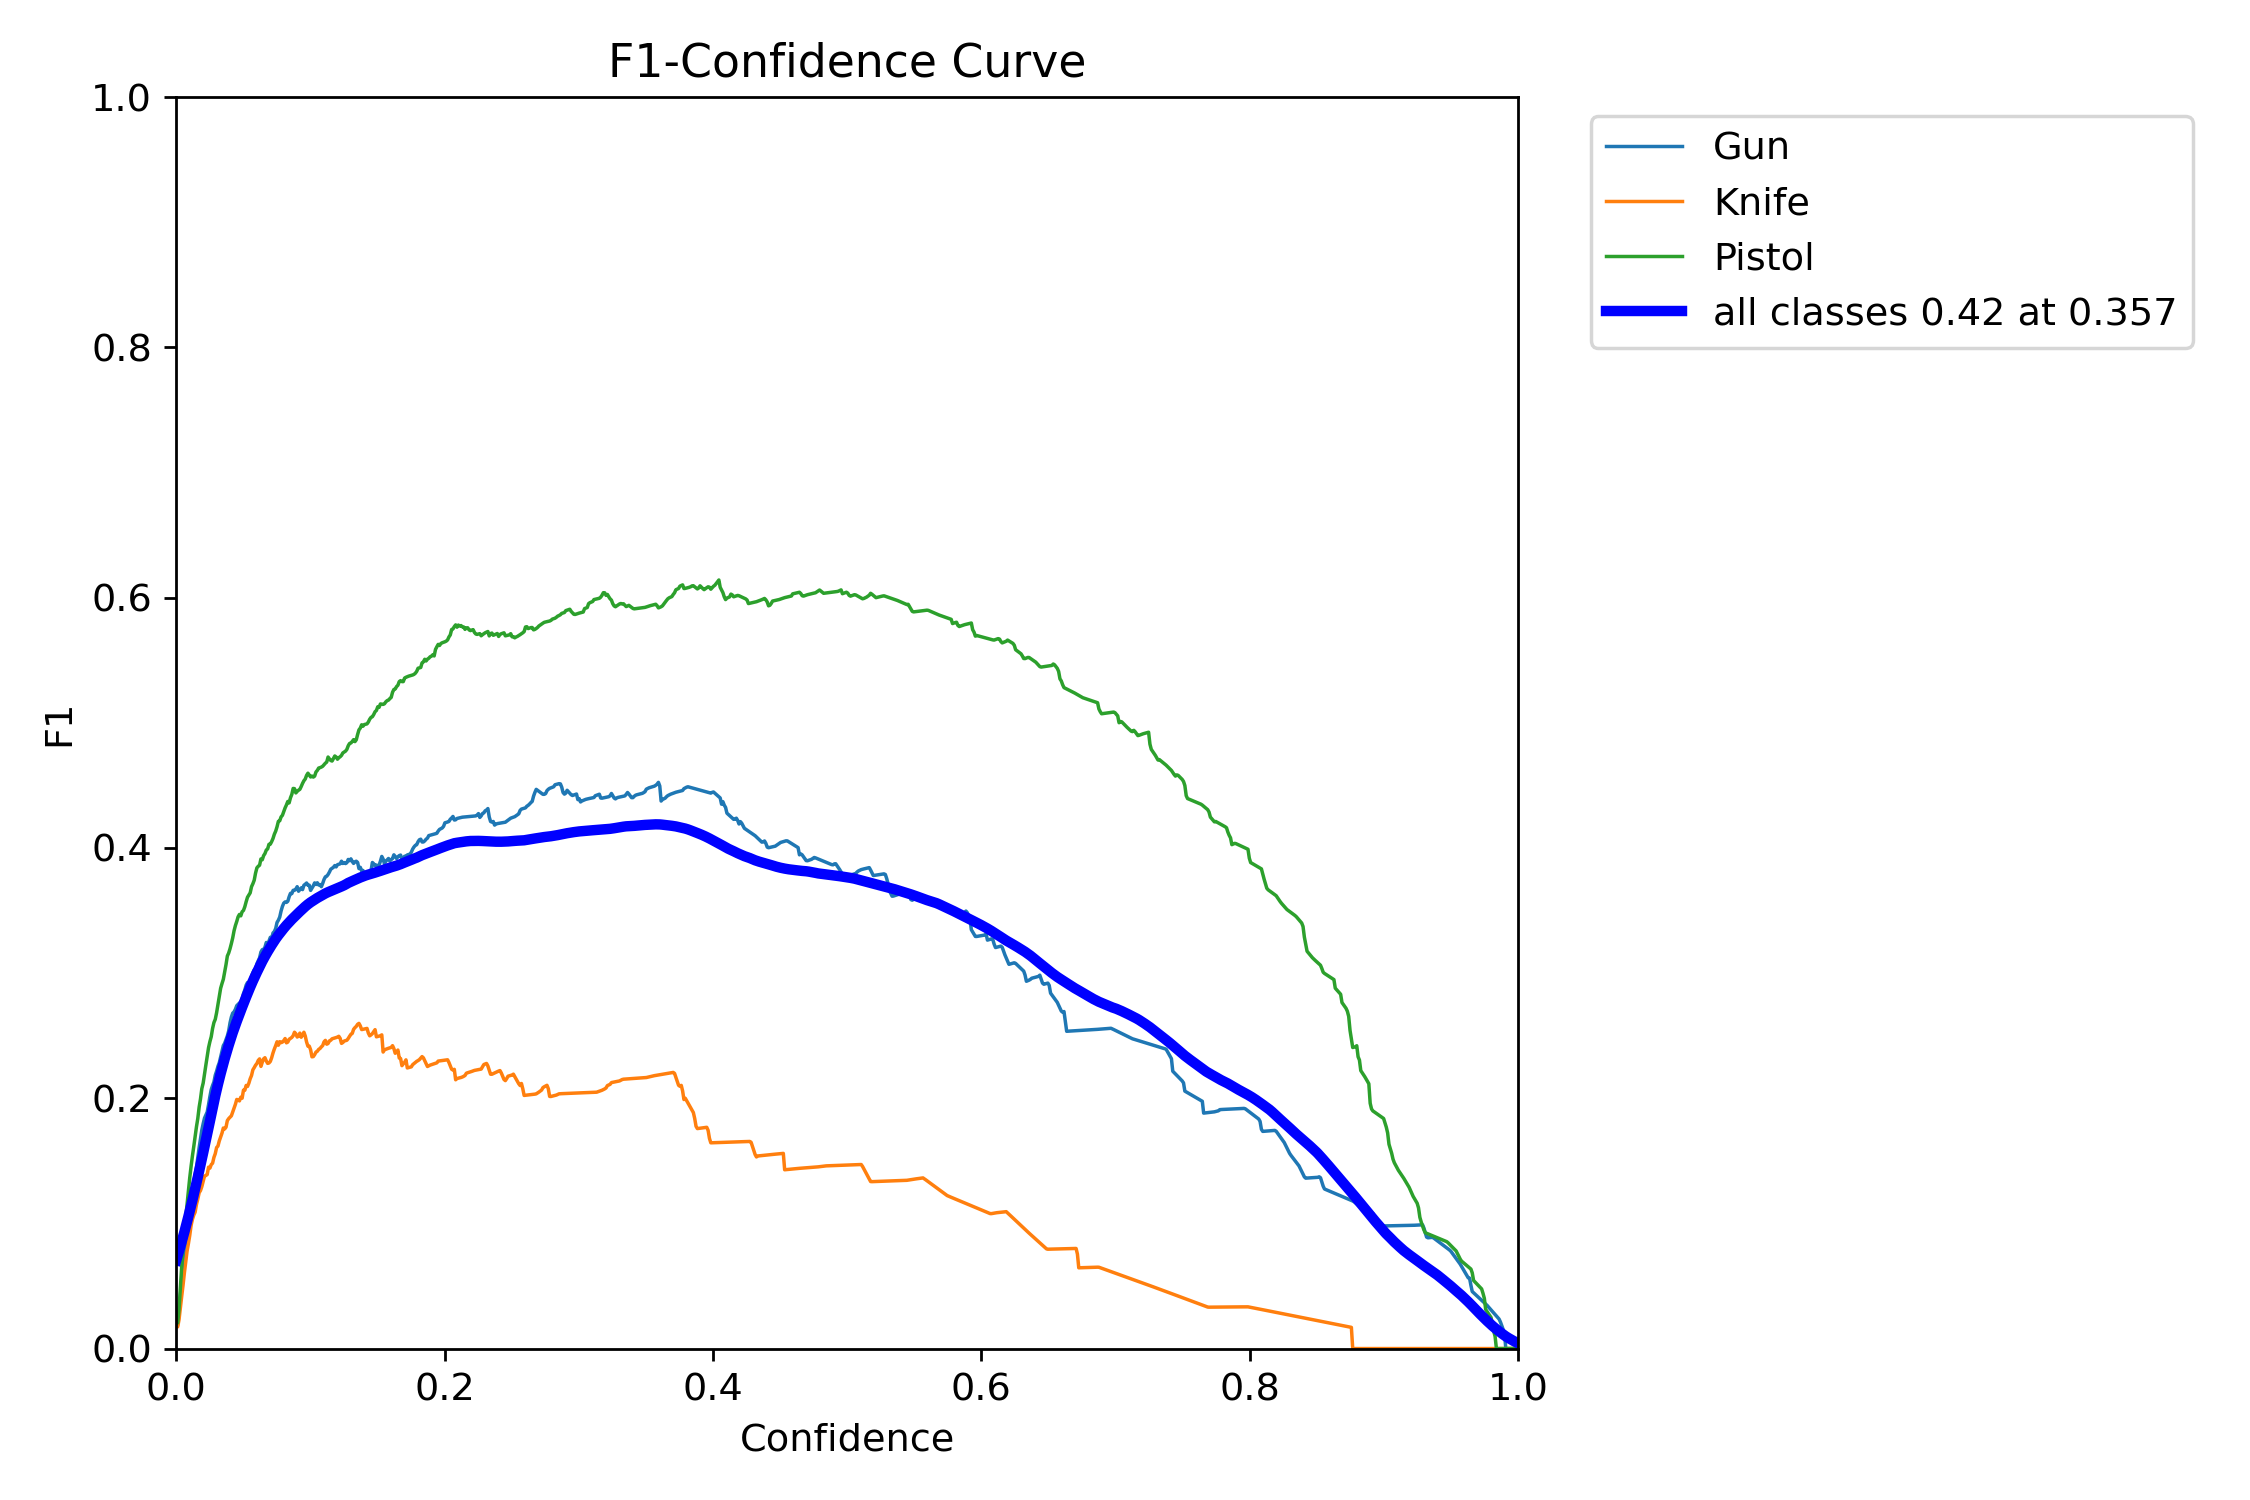 F1-Confidence Curve
1.0
0.8
0.6
0.4
0.2
0.0
F1
0.0 0.2 0.4 0.6 0.8 1.0
Confidence
Gun
Knife
Pistol
all classes 0.42 at 0.357